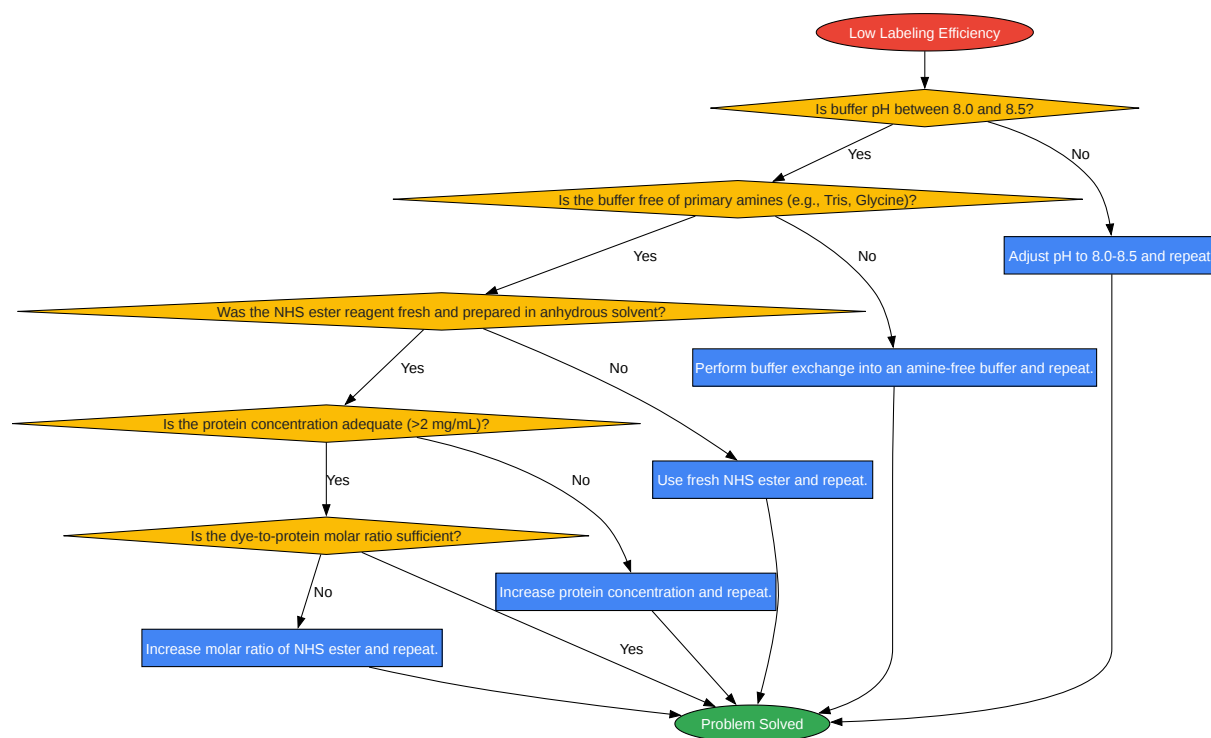 Low Labeling Efficiency
Is buffer pH between 8.0 and 8.5?
Yes
No
Is the buffer free of primary amines (e.g., Tris, Glycine)?
Yes
No
Adjust pH to 8.0-8.5 and repeat
Was the NHS ester reagent fresh and prepared in anhydrous solvent?
Yes
No
Perform buffer exchange into an amine-free buffer and repeat.
Is the protein concentration adequate (>2 mg/mL)?
Yes
No
Use fresh NHS ester and repeat.
Is the dye-to-protein molar ratio sufficient?
No
Increase protein concentration and repeat.
Increase molar ratio of NHS ester and repeat.
Yes
Problem Solved